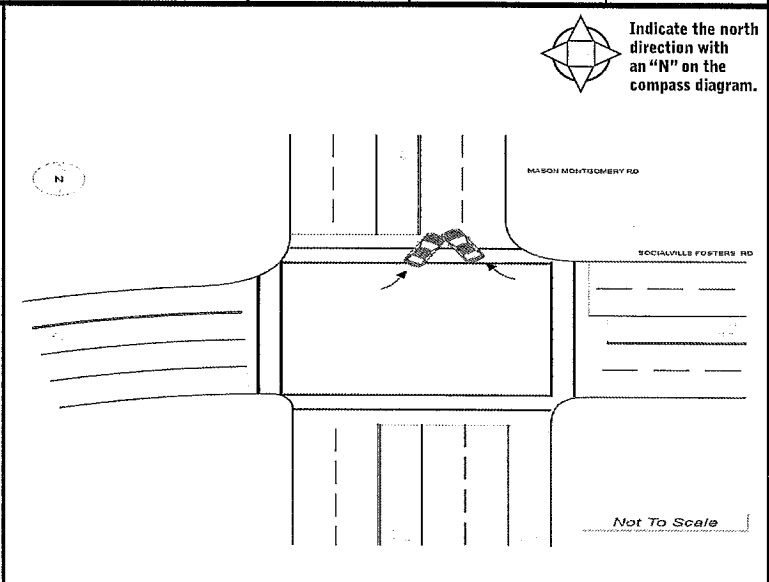 Indicate the north
direction with
an "N" on the
compass diagram.
N
MASON MONTGOMERY RD
SOCIALVILLE FOSTERS RD
Not To Scale